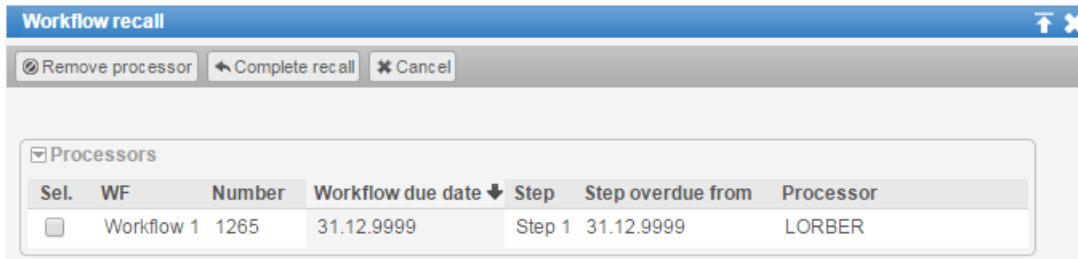 Workflow recall
Remove processor Complete recall Cancel
Processors
Sel. WF Number Workflow due date Step Step overdue from Processor
Workflow 1 1265 31.12.9999 Step 1 31.12.9999 LORBER